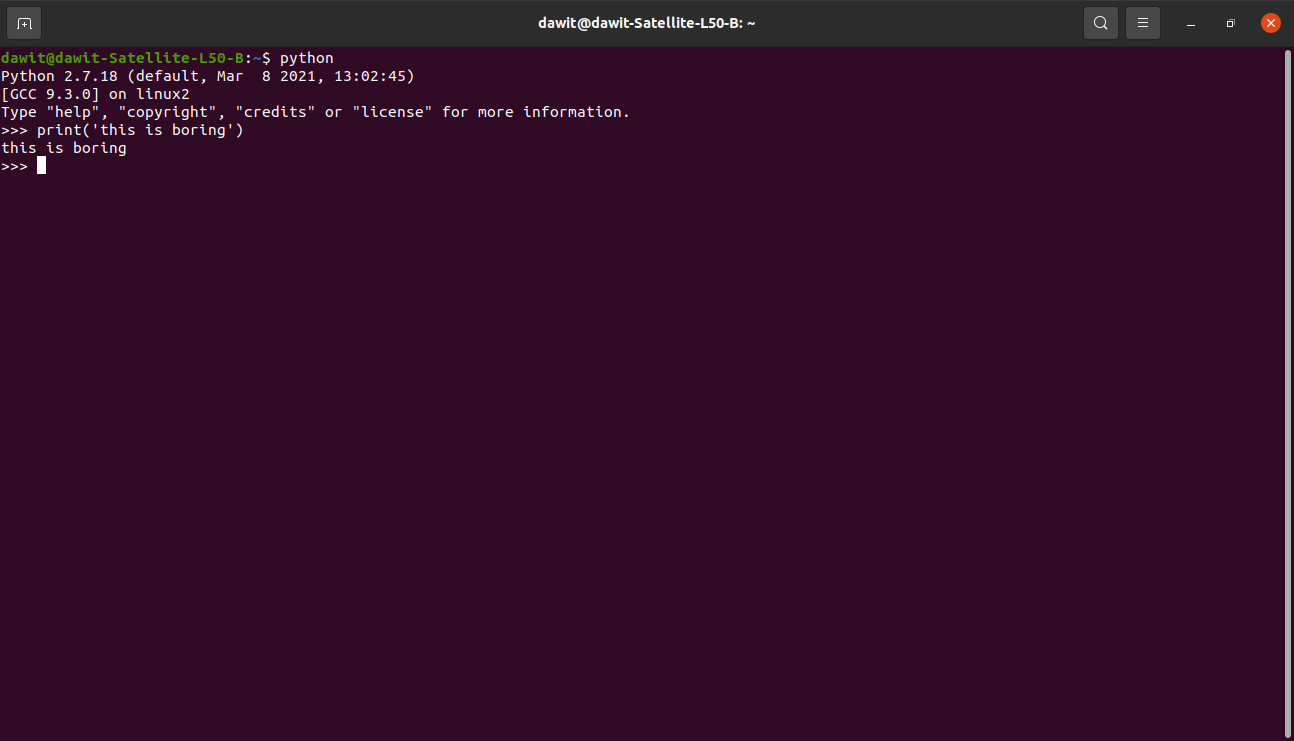 dawit@dawit-Satellite-L50-B: ~
dawit@dawit-Satellite-L50-B:~$ python
Python 2.7.18 (default, Mar  8 2021, 13:02:45)
[GCC 9.3.0] on linux2
Type "help", "copyright", "credits" or "license" for more information.
>>> print('this is boring')
this is boring
>>>